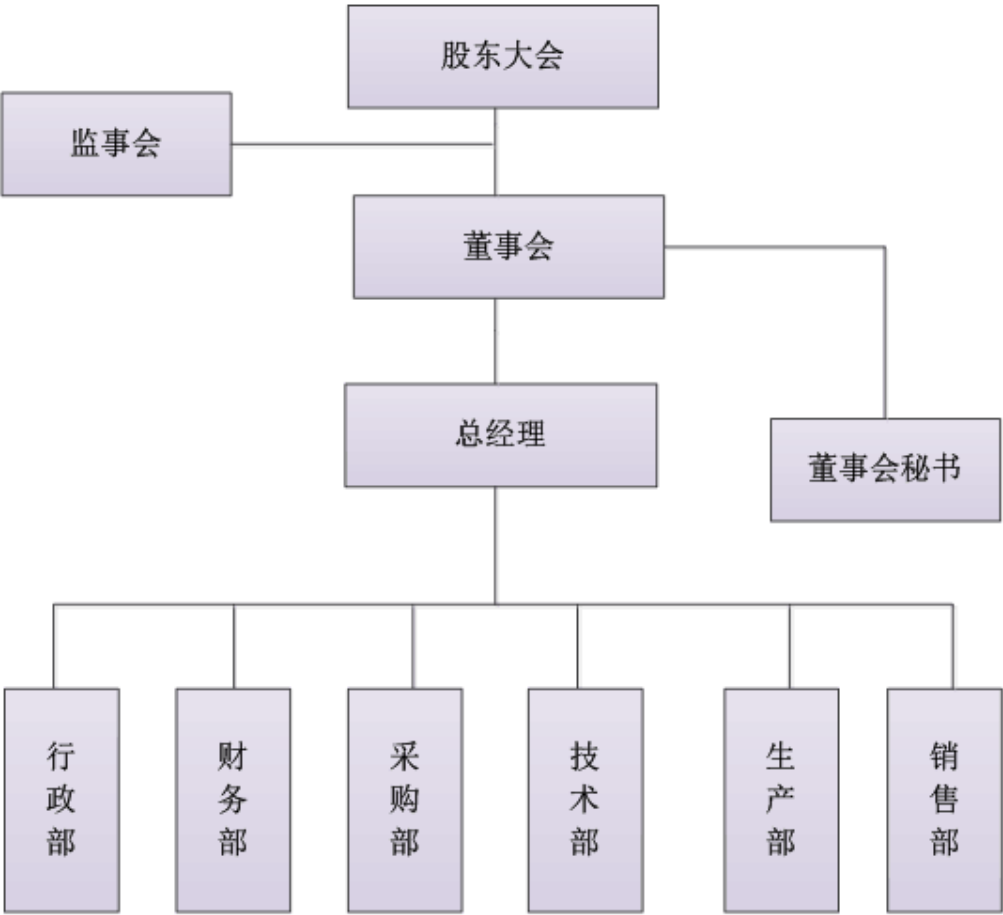 股东大会
监事会
董事会
总经理
董事会秘书
行政部
财务部
采购部
技术部
生产部
销售部